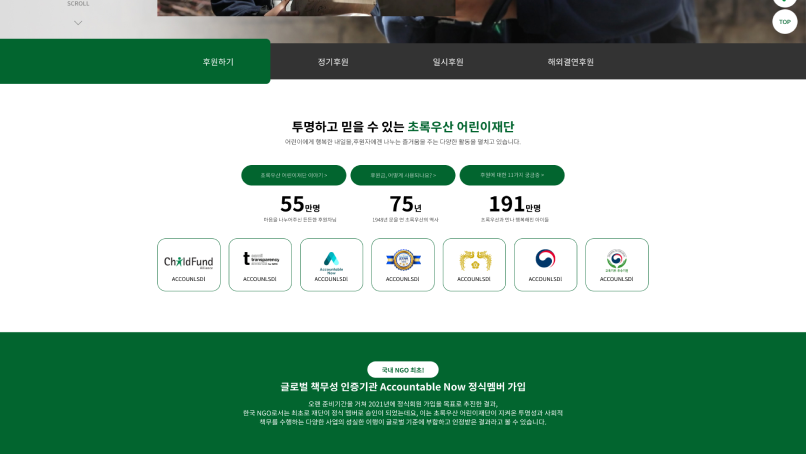 SCROLL
TOP
후원하기
정기후원
일시후원
해외결연후원
투명하고 믿을 수 있는 초록우산 어린이재단
어린이에게 행복한 내일을,후원자에겐 나누는 즐거움을 주는 다양한 활동을 펼치고 있습니다.
초록우산 어린이재단 이야기 >
후원금, 어떻게 사용되나요? >
후원에 대한 11가지 궁금증 >
55만명
75년
191만명
마음을 나누어주신 든든한 후원자님
1948년 문을 연 초록우산의 역사
초록우산과 만나 행복해진 아이들
ChildFund
Alliance
transparency
Accountable
Now
ACCOUNLSDI
ACCOUNLSDI
ACCOUNLSDI
ACCOUNLSDI
ACCOUNLSDI
ACCOUNLSDI
ACCOUNLSDI
국내 NGO 최초!
글로벌 책무성 인증기관 Accountable Now 정식멤버 가입
오랜 준비기간을 거쳐 2021년에 정식회원 가입을 목표로 추진한 결과,
한국 NGO로서는 최초로 재단이 정식 멤버로 승인이 되었는데요, 이는 초록우산 어린이재단이 지켜온 투명성과 사회적
책무를 수행하는 다양한 사업의 성실한 이행이 글로벌 기준에 부합하고 인정받은 결과라고 볼 수 있습니다.